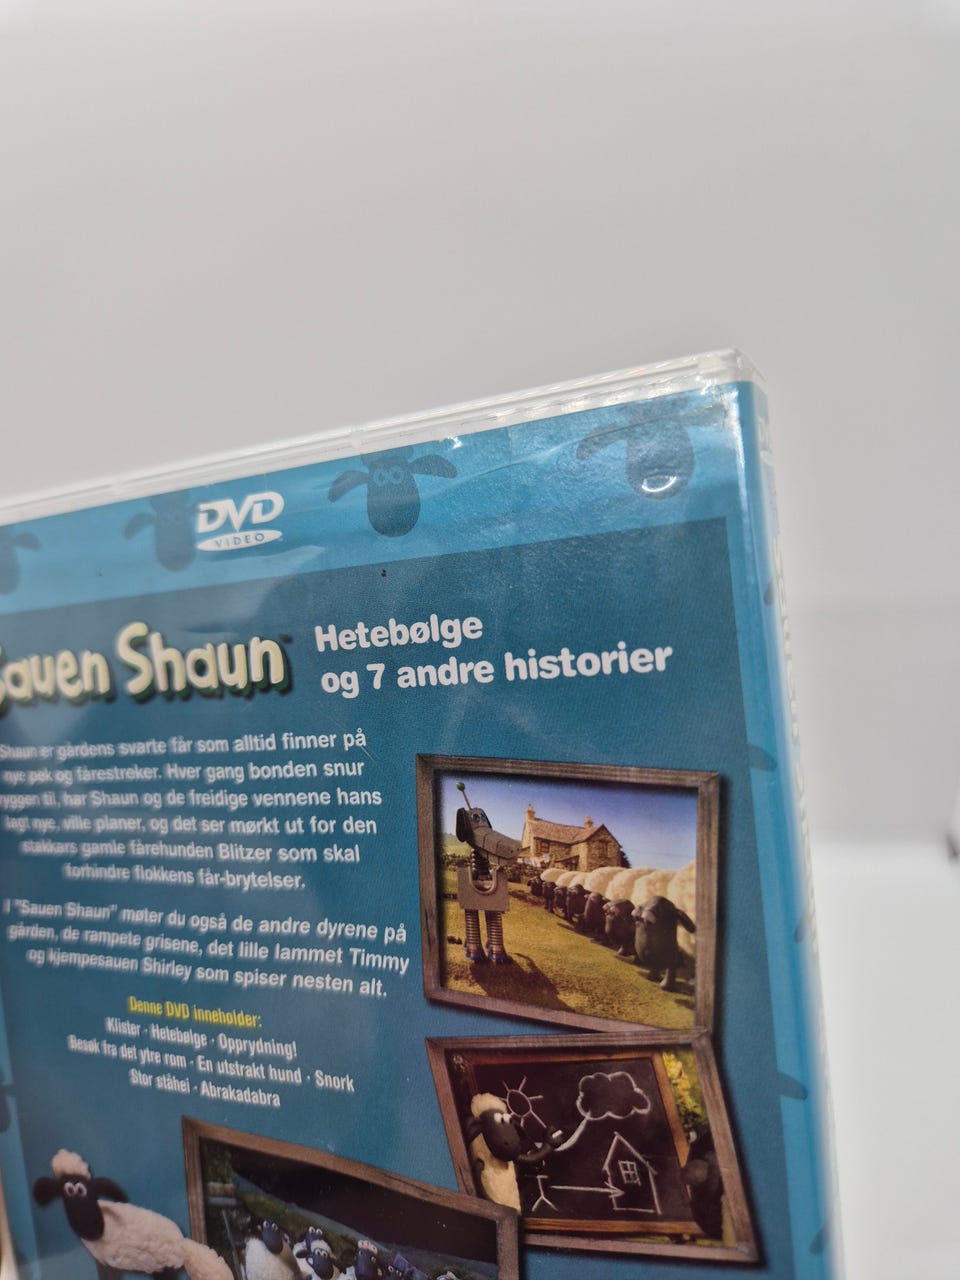 DVD
VIDEO
Sauen Shaun™
Hetebølge
og 7 andre historier
Shaun er gårdens svarte får som alltid finner på
nye pek og fårestreker. Hver gang bonden snur
ryggen til, har Shaun og de freidige vennene hans
lagt nye, ville planer, og det ser mørkt ut for den
stakkars gamle fårehunden Blitzer som skal
forhindre flokkens får-brytelser.
I "Sauen Shaun" møter du også de andre dyrene på
gården, de rampete grisene, det lille lammet Timmy
og kjempesauen Shirley som spiser nesten alt.
Denne DVD inneholder:
Klister · Hetebølge · Opprydning!
Besøk fra det ytre rom · En utstrakt hund · Snork
Stor ståhei · Abrakadabra